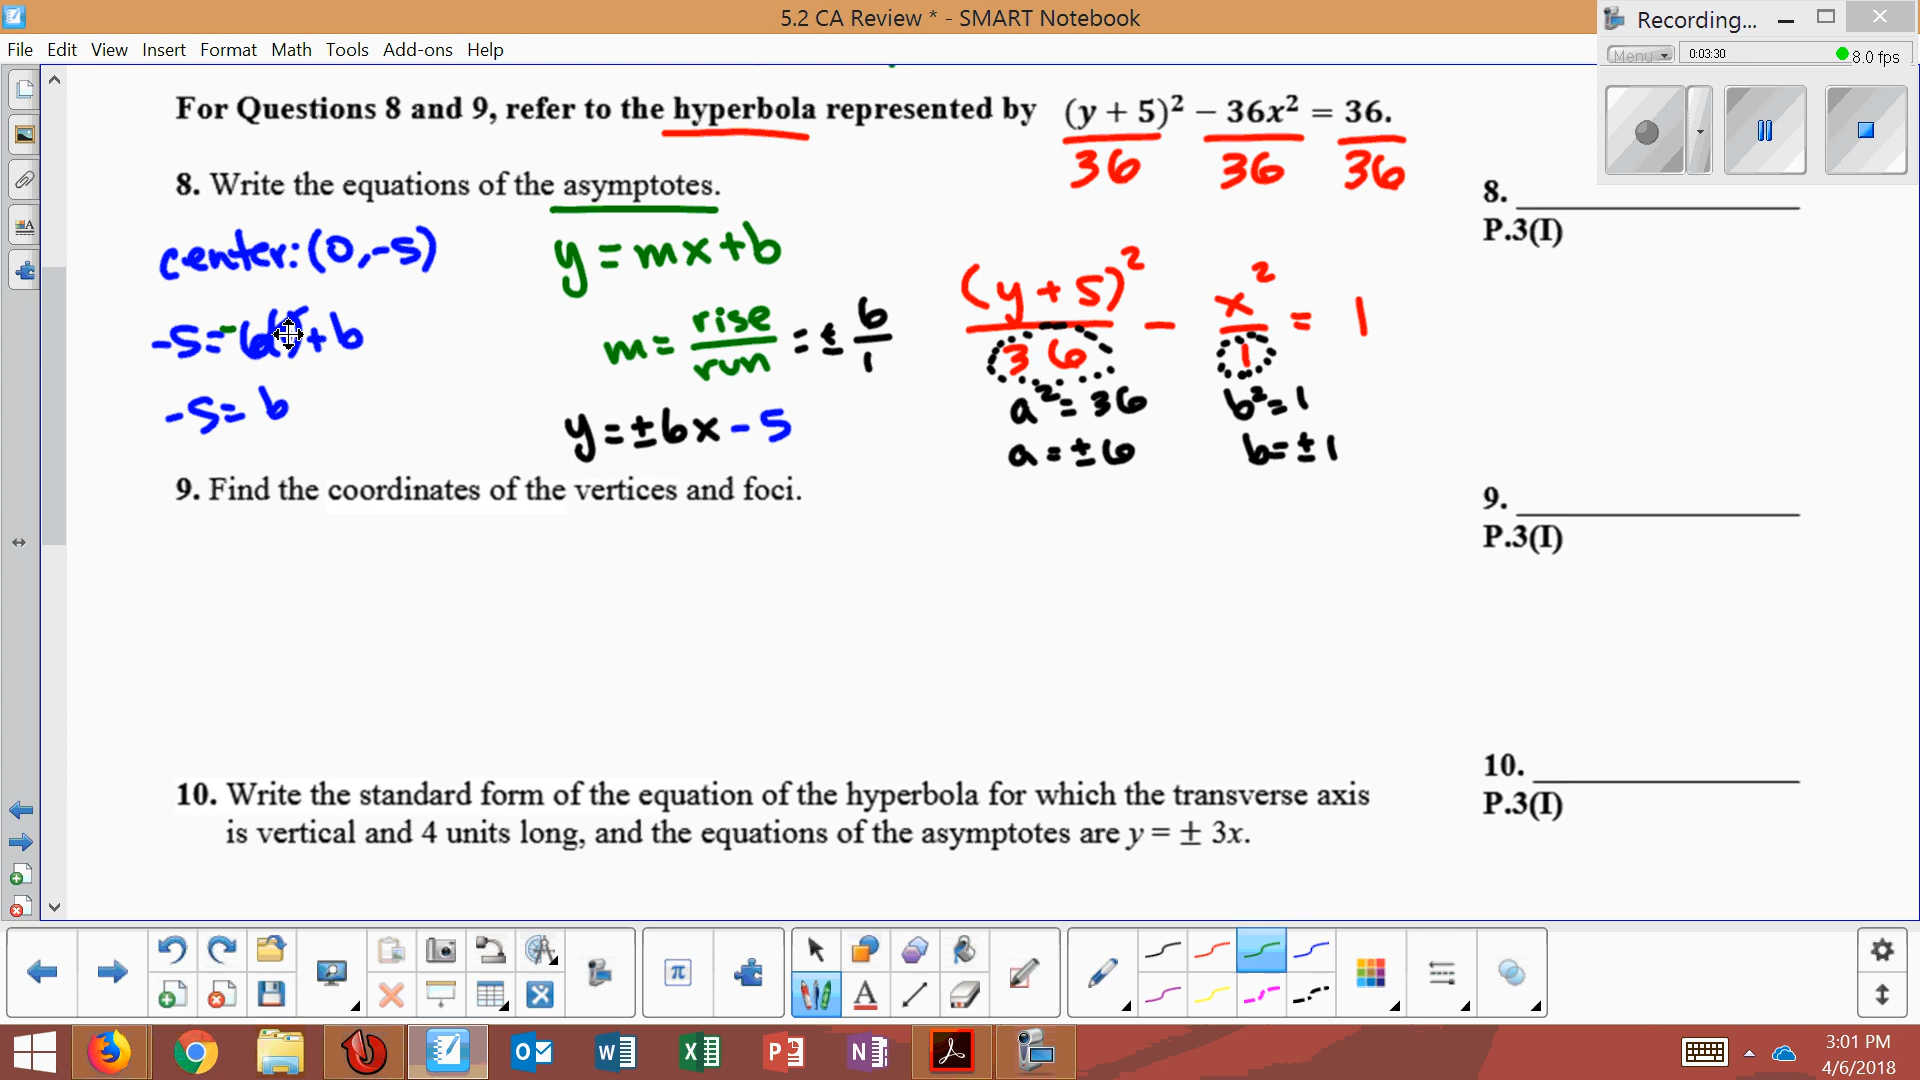 5.2 CA Review * - SMART Notebook
Recording...
File Edit View Insert Format Math Tools Add-ons Help
Menu 0:03:30 8.0 fps
For Questions 8 and 9, refer to the hyperbola represented by (y + 5)² − 36x² = 36.
36 36 36
8. Write the equations of the asymptotes.
8.
P.3(I)
center: (0, -5)
y = mx + b
(y + 5)² / 36 − x² / 1 = 1
m = rise / run = ± 6 / 1
+ b
-5 = b
a² = 36 b² = 1
y = ±6x - 5
a = ±6 b = ±1
9. Find the coordinates of the vertices and foci.
9.
P.3(I)
10. Write the standard form of the equation of the hyperbola for which the transverse axis
is vertical and 4 units long, and the equations of the asymptotes are y = ± 3x.
10.
P.3(I)
3:01 PM
4/6/2018